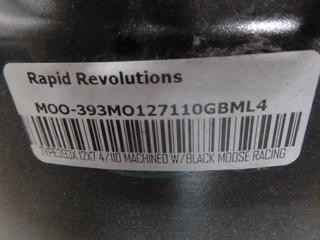 Rapid Revolutions
MOO-393MO127110GBML4
TYPE393X 12X7 4/110 MACHINED W/BLACK MOOSE RACING